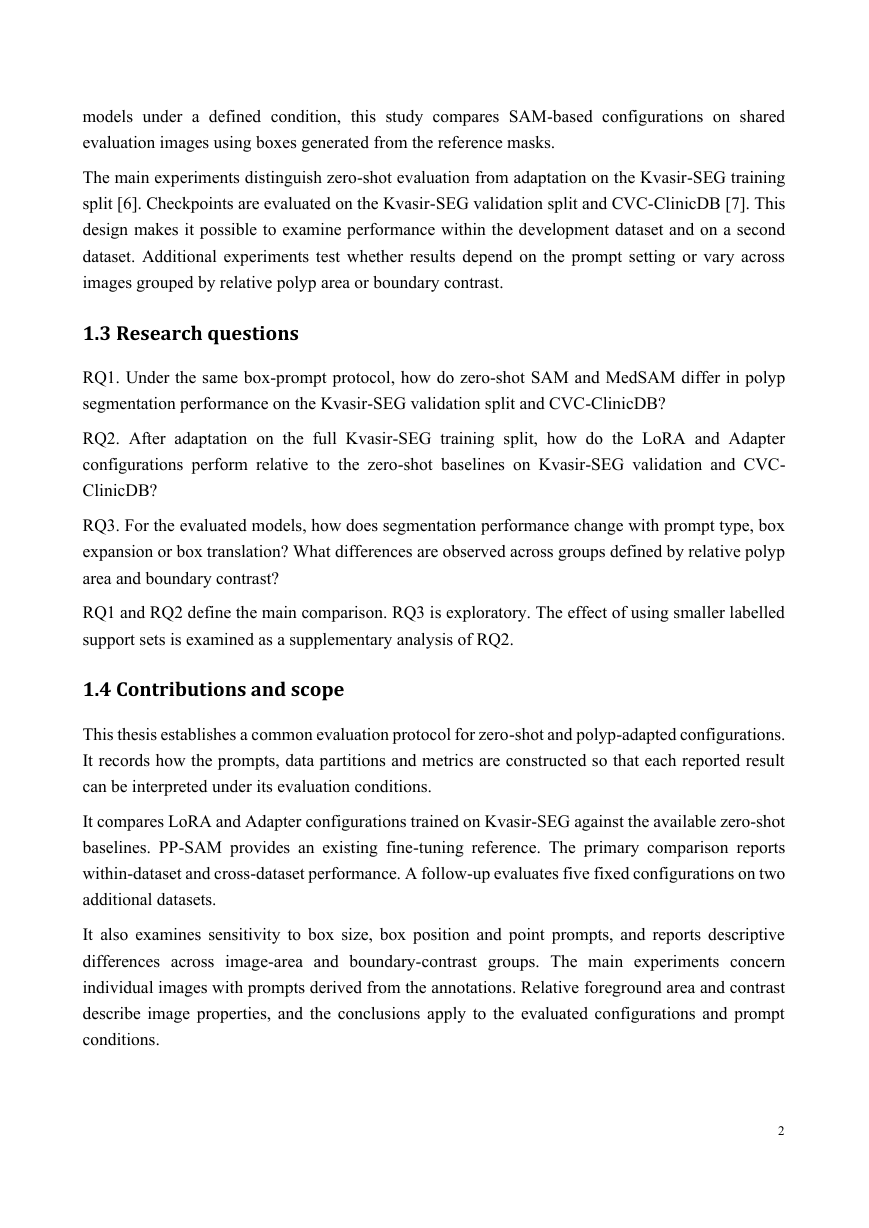 models under a defined condition, this study compares SAM-based configurations on shared
evaluation images using boxes generated from the reference masks.
The main experiments distinguish zero-shot evaluation from adaptation on the Kvasir-SEG training
split [6]. Checkpoints are evaluated on the Kvasir-SEG validation split and CVC-ClinicDB [7]. This
design makes it possible to examine performance within the development dataset and on a second
dataset. Additional experiments test whether results depend on the prompt setting or vary across
images grouped by relative polyp area or boundary contrast.
1.3 Research questions
RQ1. Under the same box-prompt protocol, how do zero-shot SAM and MedSAM differ in polyp
segmentation performance on the Kvasir-SEG validation split and CVC-ClinicDB?
RQ2. After adaptation on the full Kvasir-SEG training split, how do the LoRA and Adapter
configurations perform relative to the zero-shot baselines on Kvasir-SEG validation and CVC-
ClinicDB?
RQ3. For the evaluated models, how does segmentation performance change with prompt type, box
expansion or box translation? What differences are observed across groups defined by relative polyp
area and boundary contrast?
RQ1 and RQ2 define the main comparison. RQ3 is exploratory. The effect of using smaller labelled
support sets is examined as a supplementary analysis of RQ2.
1.4 Contributions and scope
This thesis establishes a common evaluation protocol for zero-shot and polyp-adapted configurations.
It records how the prompts, data partitions and metrics are constructed so that each reported result
can be interpreted under its evaluation conditions.
It compares LoRA and Adapter configurations trained on Kvasir-SEG against the available zero-shot
baselines. PP-SAM provides an existing fine-tuning reference. The primary comparison reports
within-dataset and cross-dataset performance. A follow-up evaluates five fixed configurations on two
additional datasets.
It also examines sensitivity to box size, box position and point prompts, and reports descriptive
differences across image-area and boundary-contrast groups. The main experiments concern
individual images with prompts derived from the annotations. Relative foreground area and contrast
describe image properties, and the conclusions apply to the evaluated configurations and prompt
conditions.
2